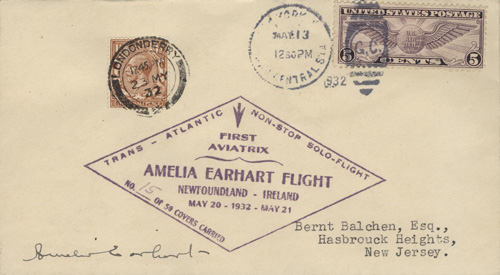 LONDONDERRY
32
YORK
MAY 13
12 30 PM
CENTRAL STA
1932
UNITED STATES POSTAGE
5 G.C. 5
CENTS
TRANS-ATLANTIC NON-STOP SOLO-FLIGHT
FIRST
AVIATRIX
AMELIA EARHART FLIGHT
NEWFOUNDLAND - IRELAND
MAY 20 - 1932 - MAY 21
NO. 15 OF 50 COVERS CARRIED
Bernt Balchen, Esq.,
Hasbrouck Heights,
New Jersey.
Amelia Earhart